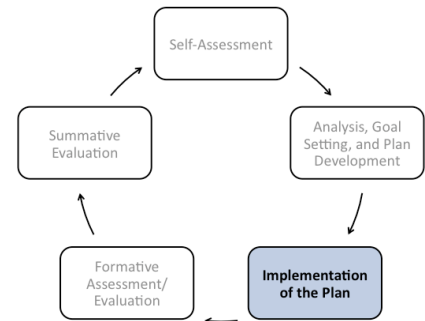 Self-Assessment
Analysis, Goal
Setting, and Plan
Development
Implementation
of the Plan
Formative
Assessment/
Evaluation
Summative
Evaluation